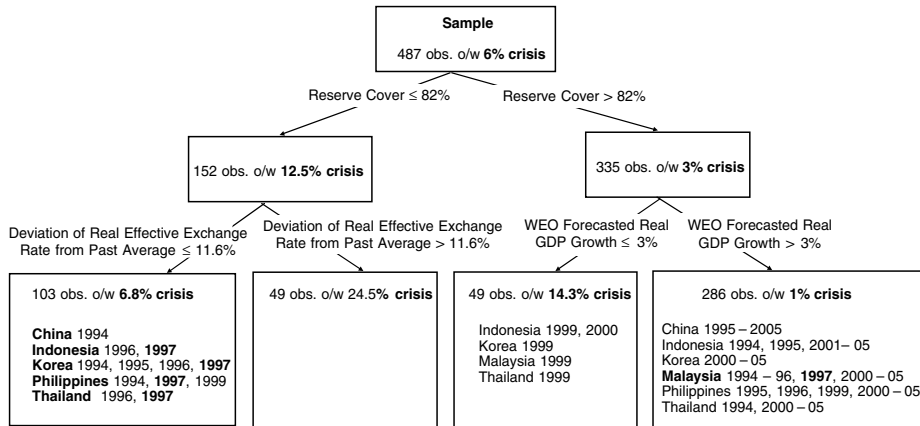 Sample
487 obs. o/w 6% crisis
Reserve Cover ≤ 82%
Reserve Cover > 82%
152 obs. o/w 12.5% crisis
335 obs. o/w 3% crisis
Deviation of Real Effective Exchange
Rate from Past Average ≤ 11.6%
Deviation of Real Effective Exchange
Rate from Past Average > 11.6%
WEO Forecasted Real
GDP Growth ≤ 3%
WEO Forecasted Real
GDP Growth > 3%
103 obs. o/w 6.8% crisis
China 1994
Indonesia 1996, 1997
Korea 1994, 1995, 1996, 1997
Philippines 1994, 1997, 1999
Thailand 1996, 1997
49 obs. o/w 24.5% crisis
49 obs. o/w 14.3% crisis
Indonesia 1999, 2000
Korea 1999
Malaysia 1999
Thailand 1999
286 obs. o/w 1% crisis
China 1995 – 2005
Indonesia 1994, 1995, 2001– 05
Korea 2000 – 05
Malaysia 1994 – 96, 1997, 2000 – 05
Philippines 1995, 1996, 1999, 2000 – 05
Thailand 1994, 2000 – 05